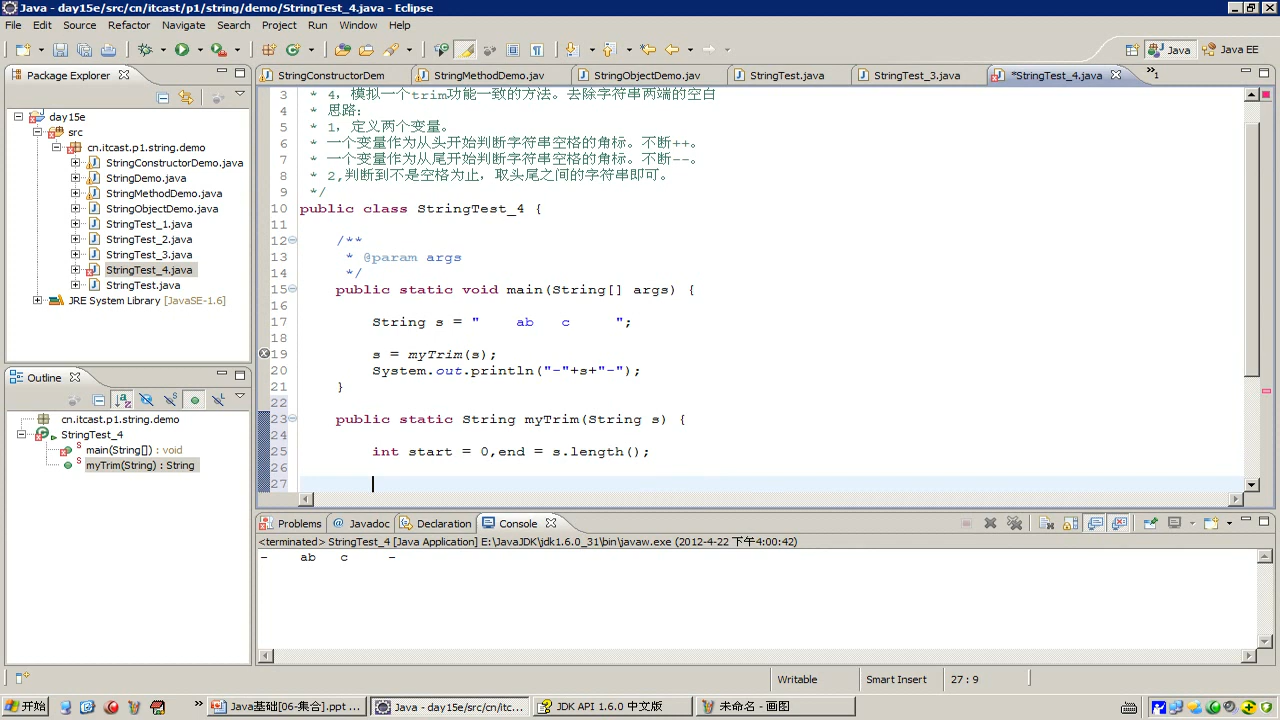 Java - day15e/src/cn/itcast/p1/string/demo/StringTest_4.java - Eclipse
File Edit Source Refactor Navigate Search Project Run Window Help
Java Java EE
Package Explorer
StringConstructorDem StringMethodDemo.jav StringObjectDemo.jav StringTest.java StringTest_3.java *StringTest_4.java
day15e
src
cn.itcast.p1.string.demo
StringConstructorDemo.java
StringDemo.java
StringMethodDemo.java
StringObjectDemo.java
StringTest_1.java
StringTest_2.java
StringTest_3.java
StringTest_4.java
StringTest.java
JRE System Library [JavaSE-1.6]
Outline
cn.itcast.p1.string.demo
StringTest_4
main(String[]) : void
myTrim(String) : String
3 * 4，模拟一个trim功能一致的方法。去除字符串两端的空白
4 * 思路：
5 * 1，定义两个变量。
6 * 一个变量作为从头开始判断字符串空格的角标。不断++。
7 * 一个变量作为从尾开始判断字符串空格的角标。不断--。
8 * 2,判断到不是空格为止，取头尾之间的字符串即可。
9 */
10 public class StringTest_4 {
11
12 /**
13 * @param args
14 */
15 public static void main(String[] args) {
16
17 String s = "    ab   c     ";
18
19 s = myTrim(s);
20 System.out.println("-"+s+"-");
21 }
22
23 public static String myTrim(String s) {
24
25 int start = 0,end = s.length();
26
27
Problems Javadoc Declaration Console
<terminated> StringTest_4 [Java Application] E:\JavaJDK\jdk1.6.0_31\bin\javaw.exe (2012-4-22 下午4:00:42)
-    ab   c     -
Writable Smart Insert 27 : 9
开始 Java基础[06-集合].ppt ... Java - day15e/src/cn/itc... JDK API 1.6.0 中文版 未命名 - 画图